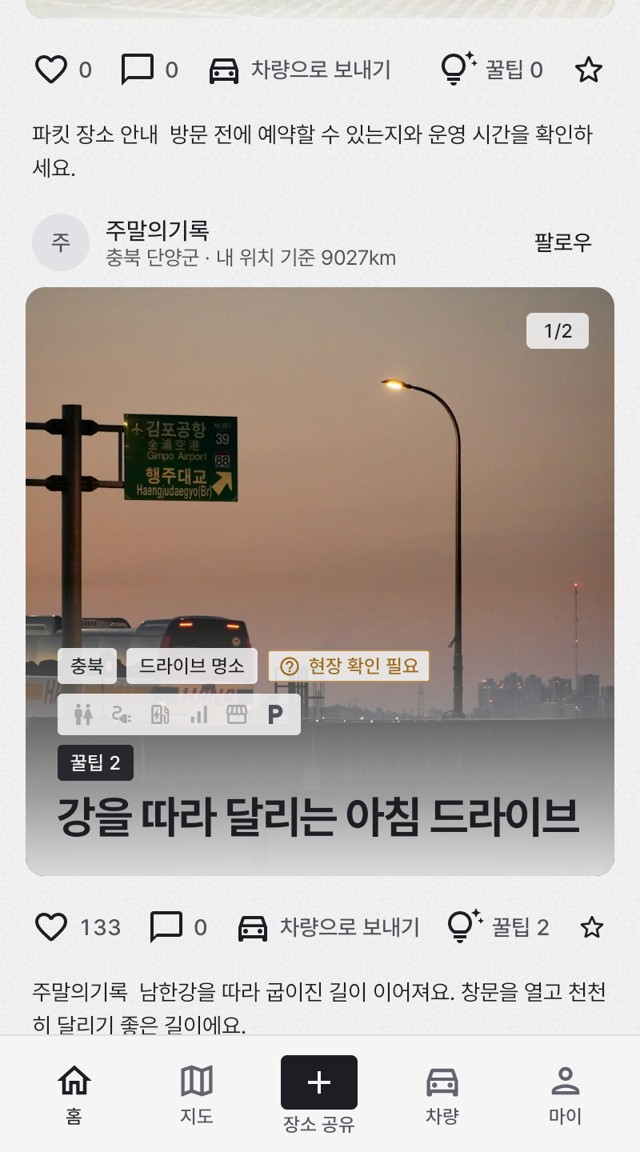 0
0
차량으로 보내기
꿀팁 0
파킷 장소 안내 방문 전에 예약할 수 있는지와 운영 시간을 확인하
세요.
주
주말의기록
충북 단양군 · 내 위치 기준 9027km
팔로우
1/2
김포공항
39
金浦空港
Gimpo Airport
88
행주대교
Haengjudaegyo(Br)
충북
드라이브 명소
현장 확인 필요
P
꿀팁 2
강을 따라 달리는 아침 드라이브
133
0
차량으로 보내기
꿀팁 2
주말의기록 남한강을 따라 굽이진 길이 이어져요. 창문을 열고 천천
히 달리기 좋은 길이에요.
홈
지도
장소 공유
차량
마이